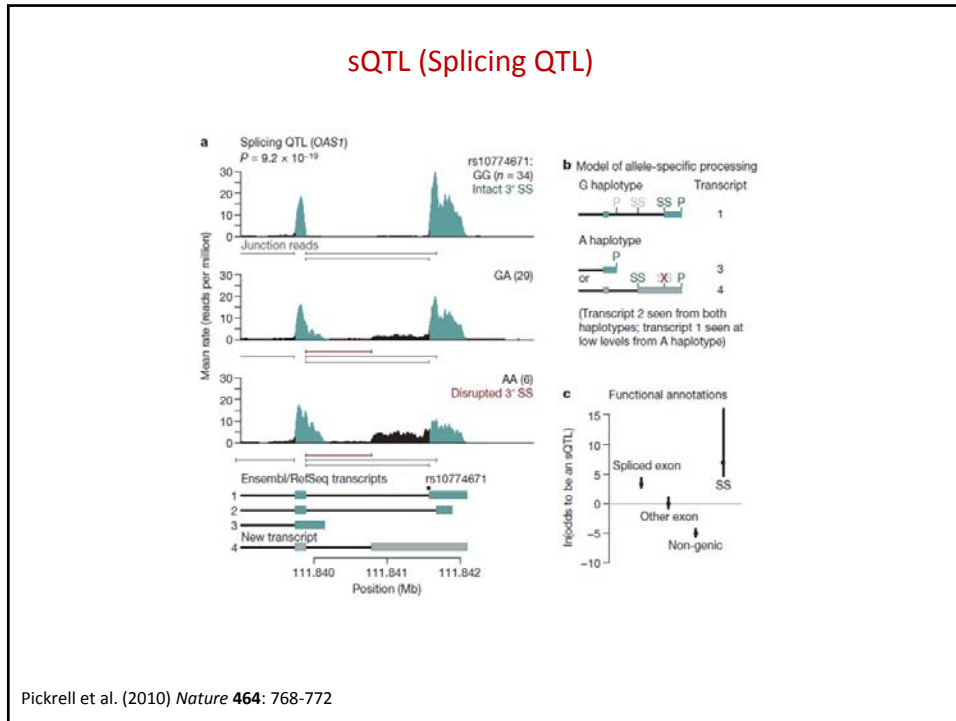 sQTL (Splicing QTL)
a Splicing QTL (OAS1)
P = 9.2 × 10⁻¹⁹
rs10774671:
GG (n = 34)
Intact 3′ SS
30
20
10
0
Junction reads
GA (29)
30
20
10
0
Mean rate (reads per million)
AA (6)
Disrupted 3′ SS
30
20
10
0
Ensembl/RefSeq transcripts
rs10774671
1
2
3
New transcript
4
111.840 111.841 111.842
Position (Mb)
b Model of allele-specific processing
G haplotype Transcript
P SS SS P
1
A haplotype
P
3
or
SS SS X P
4
(Transcript 2 seen from both
haplotypes; transcript 1 seen at
low levels from A haplotype)
c Functional annotations
ln(odds to be an sQTL)
15
10
5
0
−5
−10
Spliced exon
Other exon
Non-genic
SS
Pickrell et al. (2010) Nature 464: 768-772